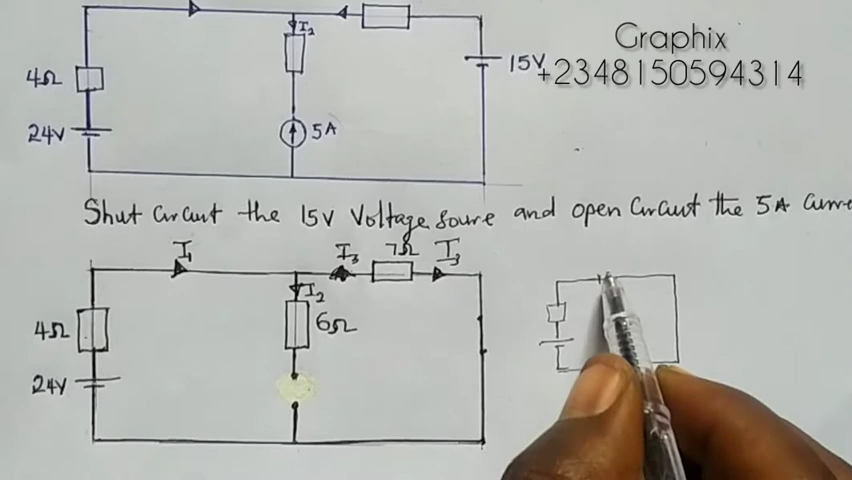 I₂
Graphix
4Ω
15V
+2348150594314
24V
5A
Shut Circuit the 15V Voltage Soure and open Circuit the 5A Curre
I₁
I₃
7Ω
I₃
I₂
4Ω
6Ω
24V